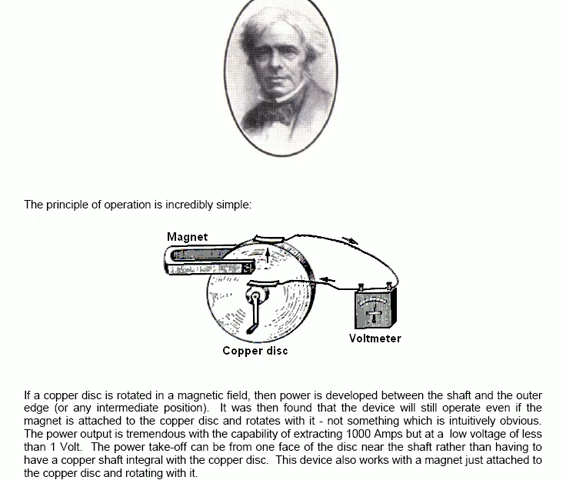 The principle of operation is incredibly simple:
Magnet
Voltmeter
Copper disc
If a copper disc is rotated in a magnetic field, then power is developed between the shaft and the outer
edge (or any intermediate position).  It was then found that the device will still operate even if the
magnet is attached to the copper disc and rotates with it - not something which is intuitively obvious.
The power output is tremendous with the capability of extracting 1000 Amps but at a  low voltage of less
than 1 Volt.  The power take-off can be from one face of the disc near the shaft rather than having to
have a copper shaft integral with the copper disc.  This device also works with a magnet just attached to
the copper disc and rotating with it.